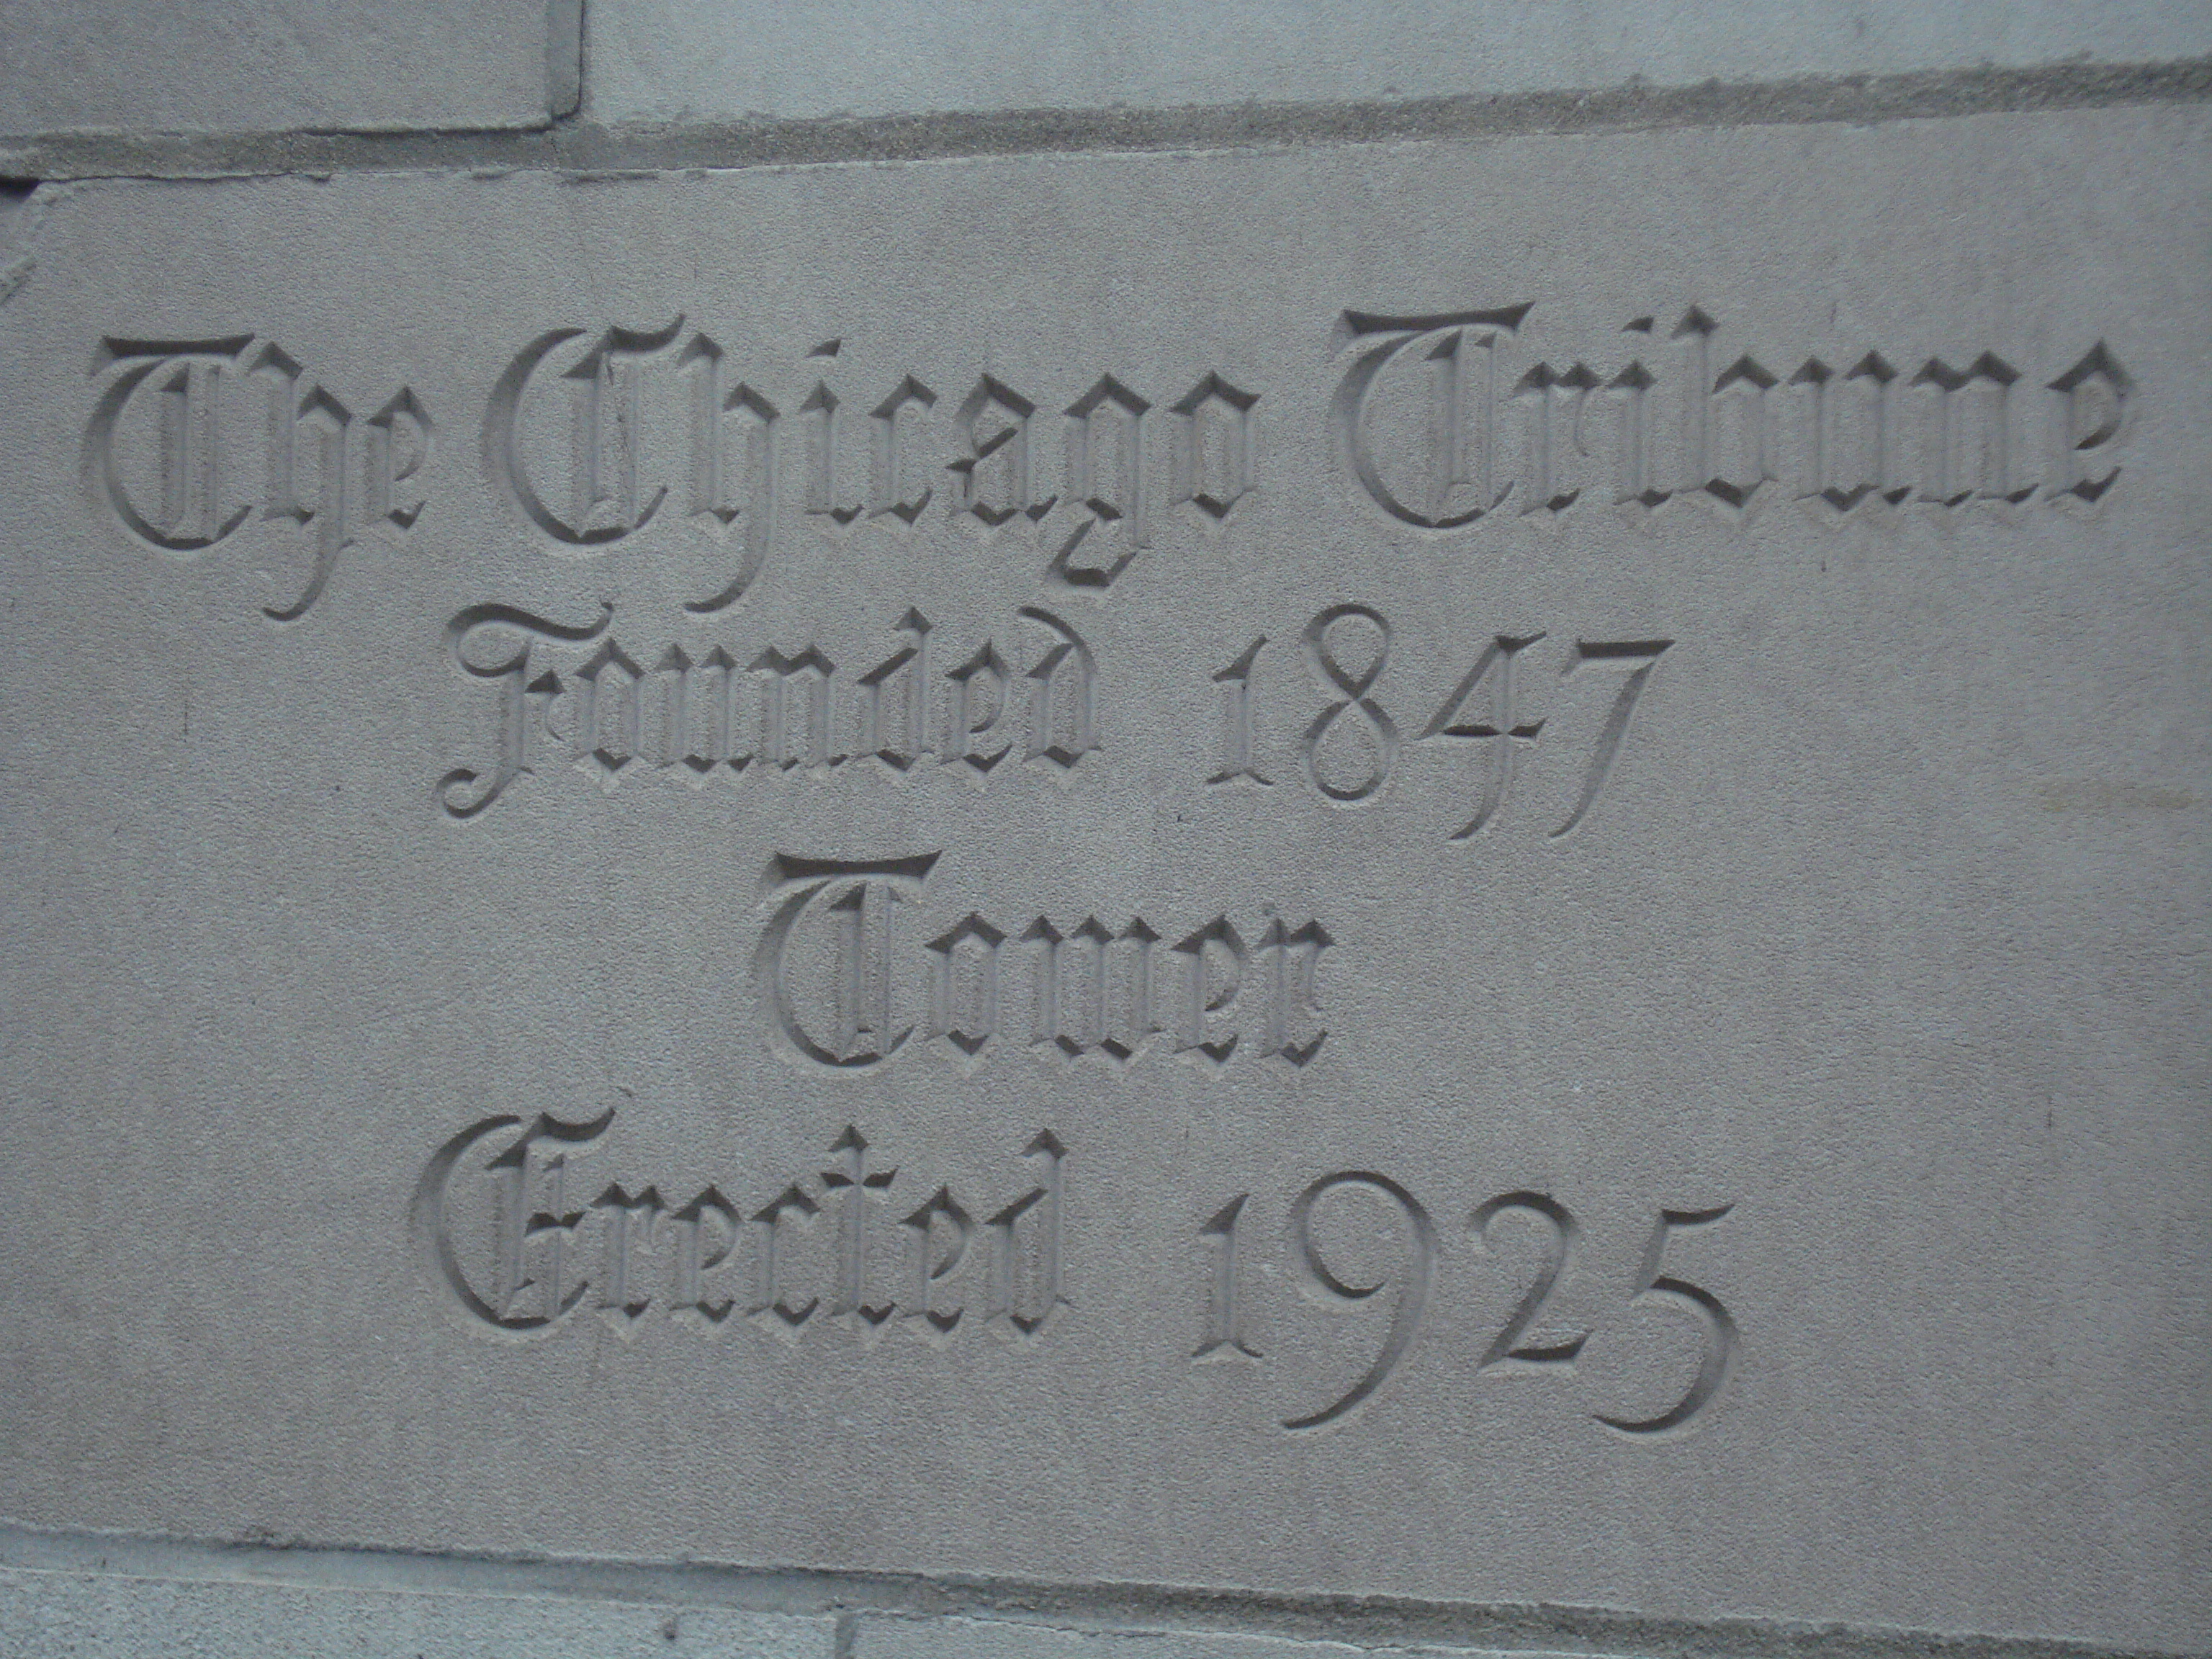 The Chicago Tribune
Founded 1847
Tower
Erected 1925